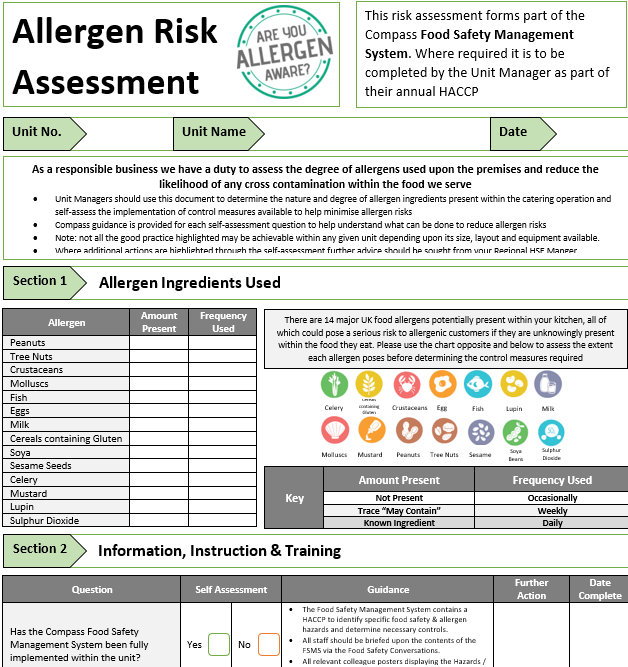 Allergen Risk
Assessment
ARE YOU
ALLERGEN
AWARE?
This risk assessment forms part of the
Compass Food Safety Management
System. Where required it is to be
completed by the Unit Manager as part of
their annual HACCP
Unit No.
Unit Name
Date
As a responsible business we have a duty to assess the degree of allergens used upon the premises and reduce the
likelihood of any cross contamination within the food we serve
• Unit Managers should use this document to determine the nature and degree of allergen ingredients present within the catering operation and
self-assess the implementation of control measures available to help minimise allergen risks
• Compass guidance is provided for each self-assessment question to help understand what can be done to reduce allergen risks
• Note: not all the good practice highlighted may be achievable within any given unit depending upon its size, layout and equipment available.
• Where additional actions are highlighted through the self-assessment further advice should be sought from your Regional HSE Manger
Section 1
Allergen Ingredients Used
Allergen
Amount
Present
Frequency
Used
Peanuts
Tree Nuts
Crustaceans
Molluscs
Fish
Eggs
Milk
Cereals containing Gluten
Soya
Sesame Seeds
Celery
Mustard
Lupin
Sulphur Dioxide
There are 14 major UK food allergens potentially present within your kitchen, all of
which could pose a serious risk to allergenic customers if they are unknowingly present
within the food they eat. Please use the chart opposite and below to assess the extent
each allergen poses before determining the control measures required
Celery
Cereals
containing
Gluten
Crustaceans
Egg
Fish
Lupin
Milk
Molluscs
Mustard
Peanuts
Tree Nuts
Sesame
Soya
Beans
Sulphur
Dioxide
Key
Amount Present
Frequency Used
Not Present
Occasionally
Trace "May Contain"
Weekly
Known Ingredient
Daily
Section 2
Information, Instruction & Training
Question
Self Assessment
Guidance
Further
Action
Date
Complete
Has the Compass Food Safety
Management System been fully
implemented within the unit?
Yes
No
• The Food Safety Management System contains a
HACCP to identify specific food safety & allergen
hazards and determine necessary controls.
• All staff should be briefed upon the contents of the
FSMS via the Food Safety Conversations.
• All relevant colleague posters displaying the Hazards /